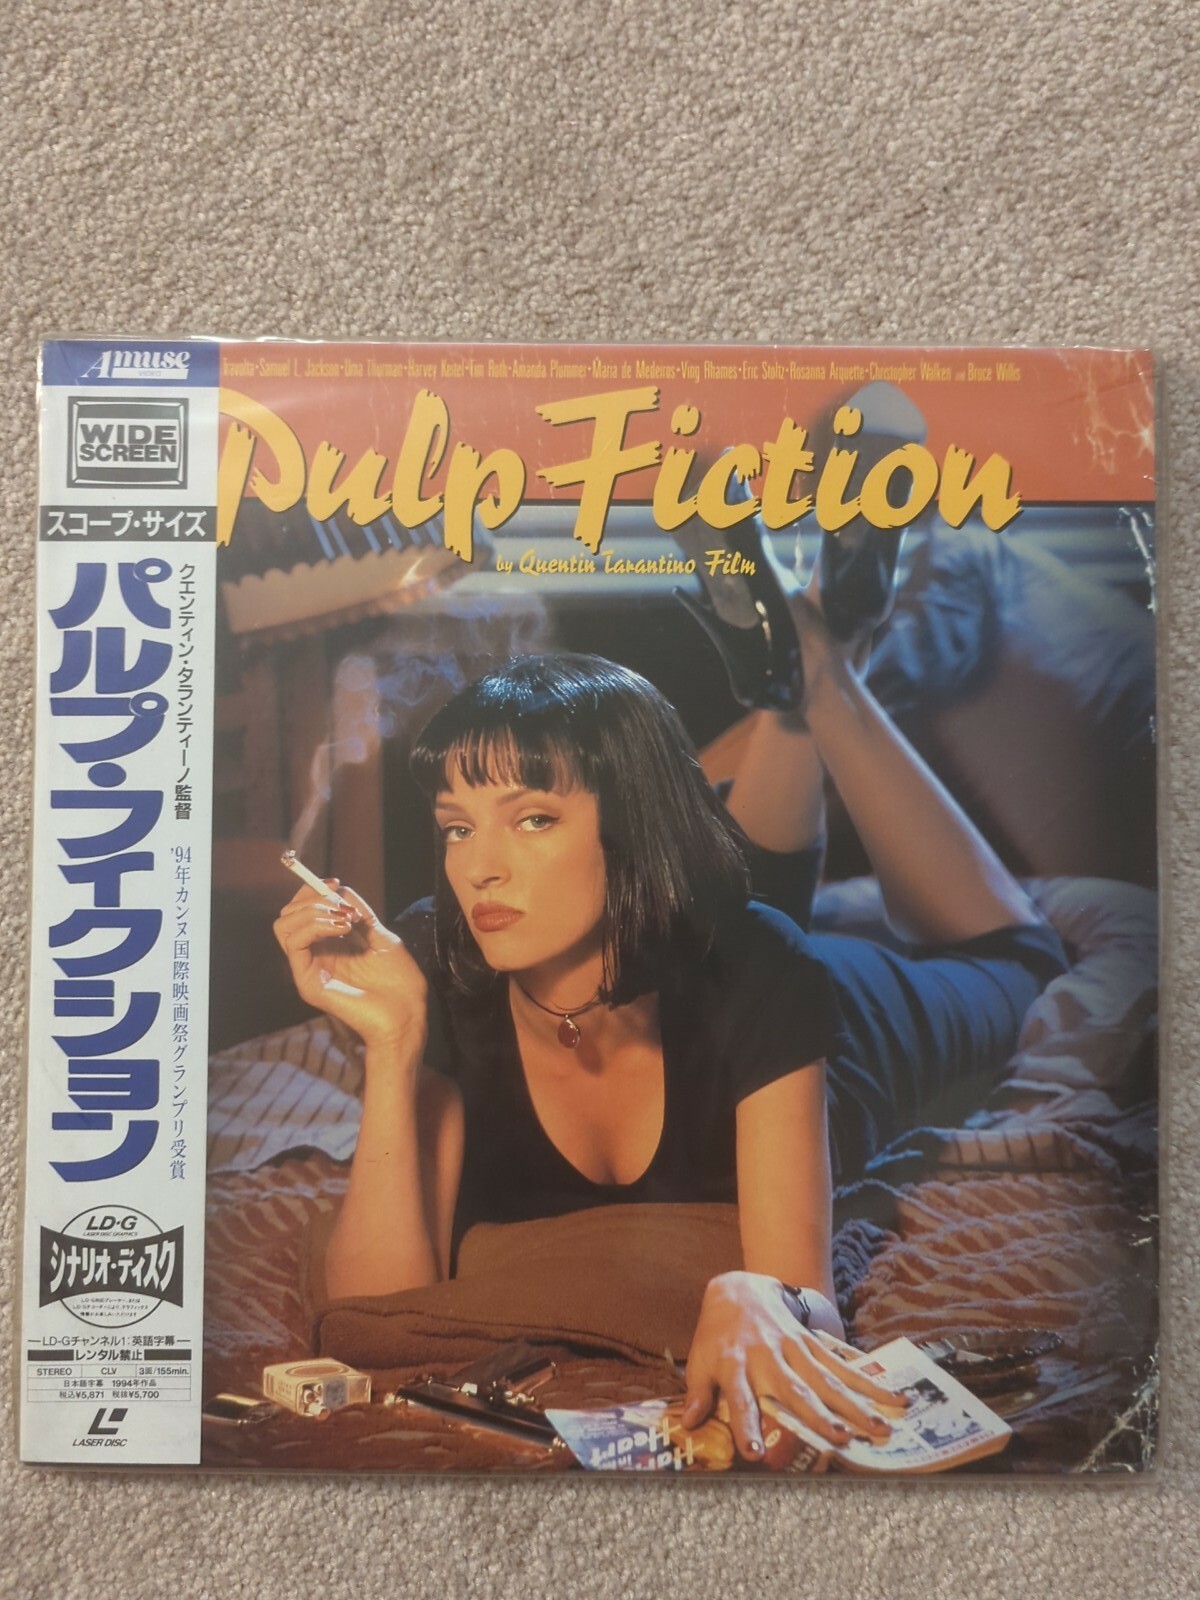 Amuse
VIDEO
WIDE
SCREEN
スコープ・サイズ
クエンティン・タランティーノ監督
パルプ・フィクション
'94年カンヌ国際映画祭グランプリ受賞
LD・G
LASER DISC GRAPHICS
シナリオ・ディスク
LD-Gチャンネル1:英語字幕
レンタル禁止
STEREO CLV 3面/155min.
日本語字幕 1994年作品
税込¥5,871 税抜¥5,700
LASER DISC
Travolta・Samuel L. Jackson・Uma Thurman・Harvey Keitel・Tim Roth・Amanda Plummer・Maria de Medeiros・Ving Rhames・Eric Stoltz・Rosanna Arquette・Christopher Walken and Bruce Willis
Pulp Fiction
by Quentin Tarantino Film